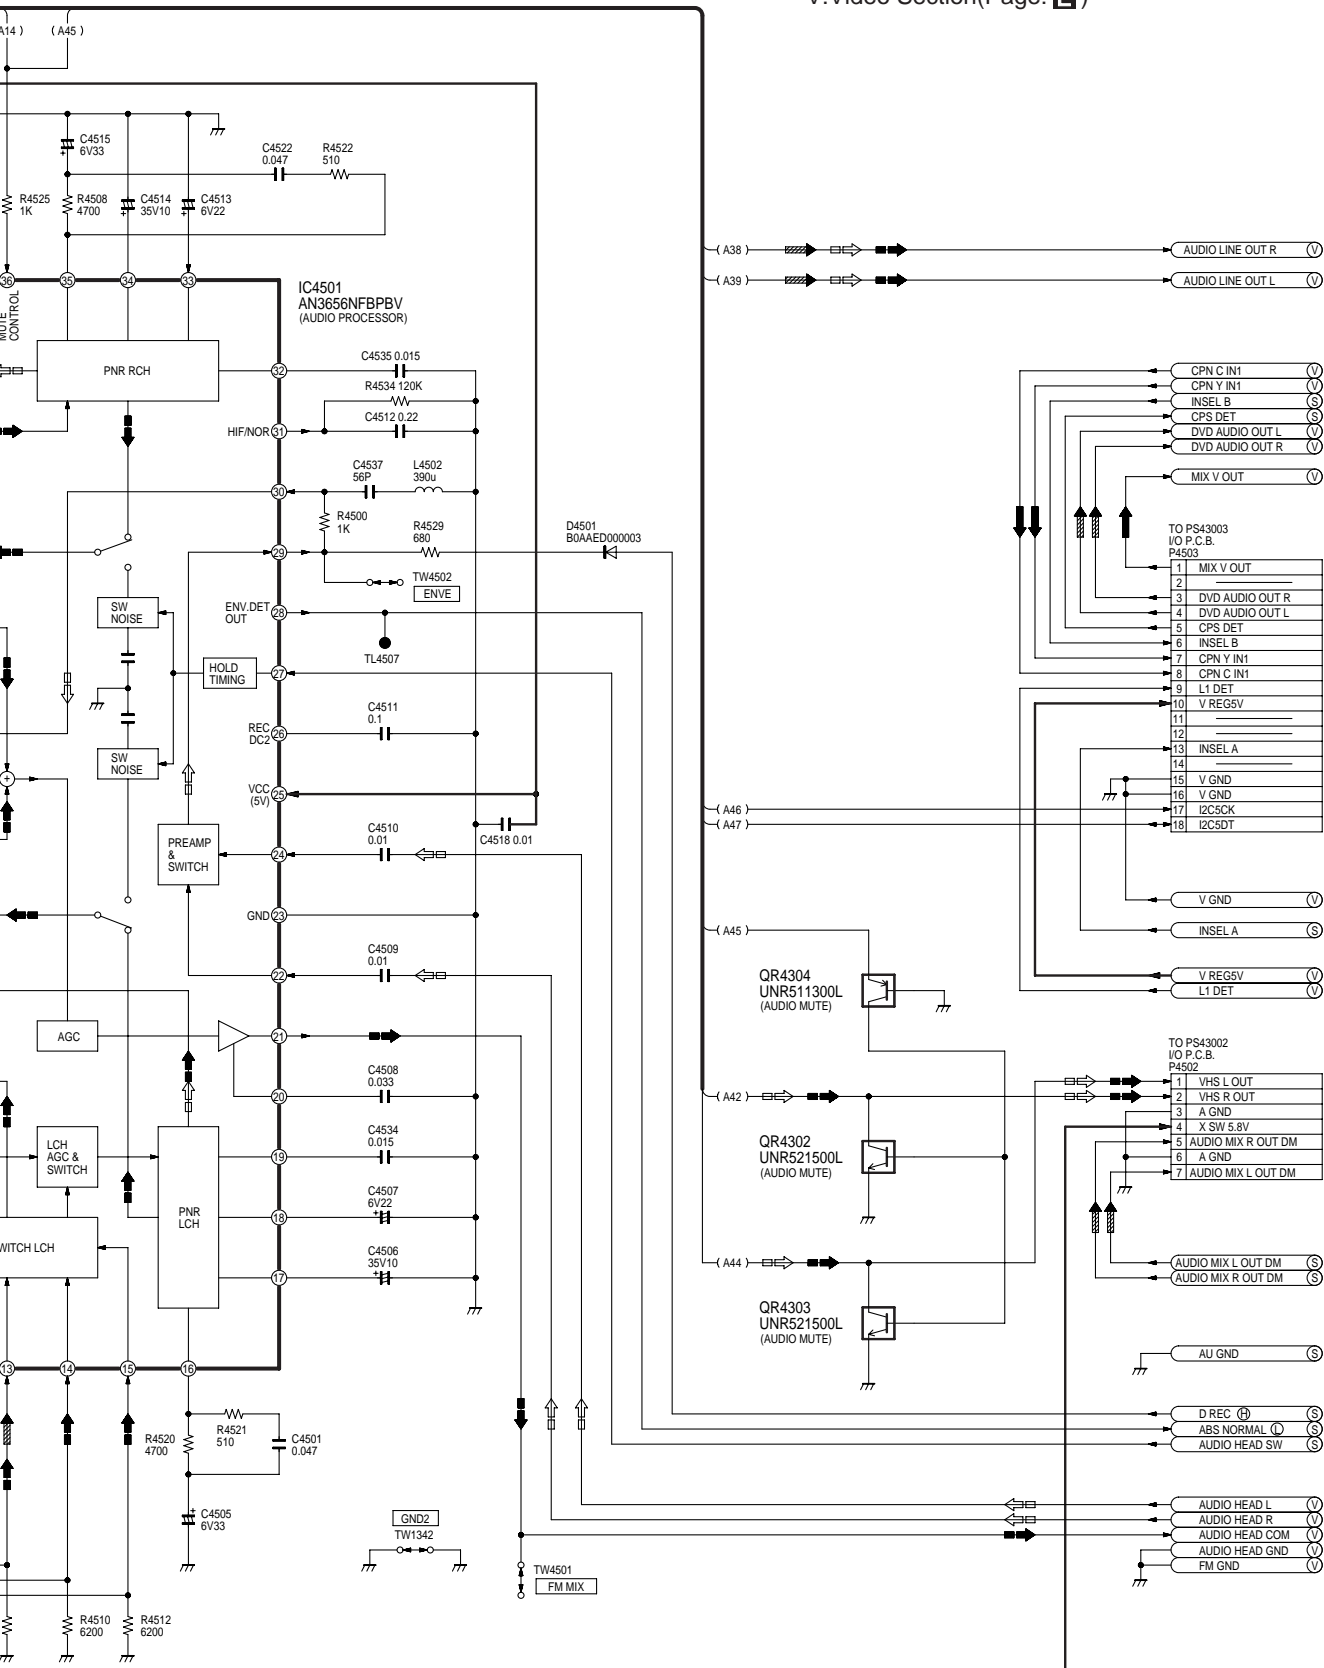 V:Video Section(Page: E )
A14 )
( A45 )
C4515
6V33
C4522
0.047
R4522
510
R4525
1K
R4508
4700
C4514
35V10
C4513
6V22
( A38 )
AUDIO LINE OUT R
V
( A39 )
AUDIO LINE OUT L
V
36
35
34
33
IC4501
AN3656NFBPBV
(AUDIO PROCESSOR)
MUTE
CONTROL
PNR RCH
32
C4535 0.015
R4534 120K
C4512 0.22
HIF/NOR
31
CPN C IN1
V
CPN Y IN1
V
INSEL B
S
CPS DET
S
DVD AUDIO OUT L
V
DVD AUDIO OUT R
V
MIX V OUT
V
C4537
56P
L4502
390u
30
R4500
1K
29
R4529
680
D4501
B0AAED000003
TW4502
ENVE
TO PS43003
I/O P.C.B.
P4503
1 MIX V OUT
2
3 DVD AUDIO OUT R
4 DVD AUDIO OUT L
5 CPS DET
6 INSEL B
7 CPN Y IN1
8 CPN C IN1
9 L1 DET
10 V REG5V
11
12
13 INSEL A
14
15 V GND
16 V GND
17 I2C5CK
18 I2C5DT
SW
NOISE
ENV.DET
OUT
28
TL4507
HOLD
TIMING
27
C4511
0.1
REC
DC2
26
SW
NOISE
+
VCC
(5V)
25
( A46 )
( A47 )
PREAMP
&
SWITCH
24
C4510
0.01
C4518 0.01
GND
23
V GND
V
( A45 )
INSEL A
S
C4509
0.01
22
QR4304
UNR511300L
(AUDIO MUTE)
V REG5V
V
L1 DET
V
AGC
21
C4508
0.033
20
TO PS43002
I/O P.C.B.
P4502
1 VHS L OUT
2 VHS R OUT
3 A GND
4 X SW 5.8V
5 AUDIO MIX R OUT DM
6 A GND
7 AUDIO MIX L OUT DM
( A42 )
LCH
AGC &
SWITCH
C4534
0.015
19
QR4302
UNR521500L
(AUDIO MUTE)
PNR
LCH
C4507
6V22
18
WITCH LCH
C4506
35V10
17
( A44 )
AUDIO MIX L OUT DM
S
AUDIO MIX R OUT DM
S
QR4303
UNR521500L
(AUDIO MUTE)
AU GND
S
13
14
15
16
R4520
4700
R4521
510
C4501
0.047
D REC H
S
ABS NORMAL L
S
AUDIO HEAD SW
S
C4505
6V33
GND2
TW1342
AUDIO HEAD L
V
AUDIO HEAD R
V
AUDIO HEAD COM
V
AUDIO HEAD GND
V
FM GND
V
TW4501
FM MIX
R4510
6200
R4512
6200